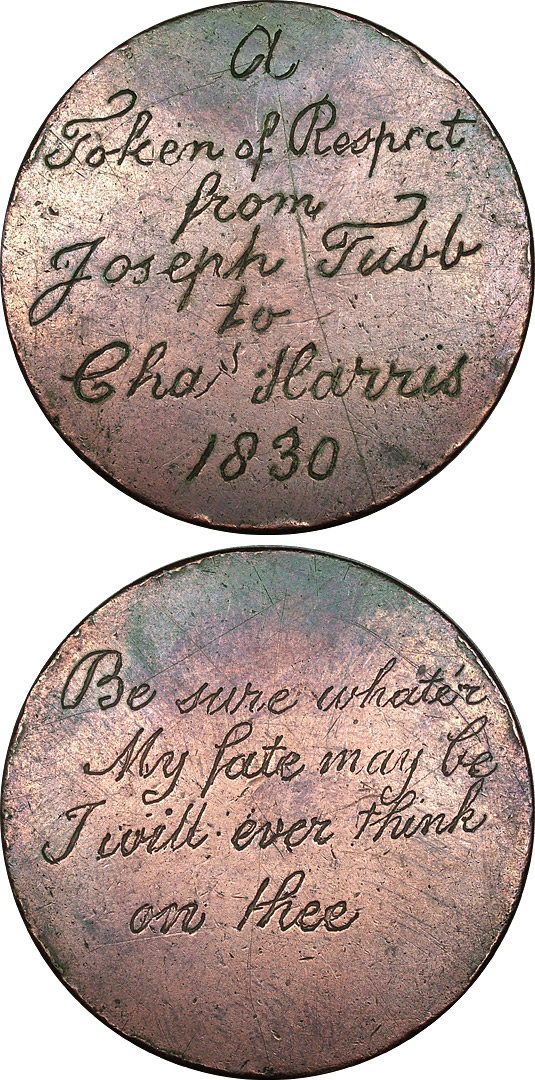 A
Token of Respect
from
Joseph Tubb
to
Chaˢ Harris
1830
Be sure whate'r
My fate may be
I will ever think
on thee